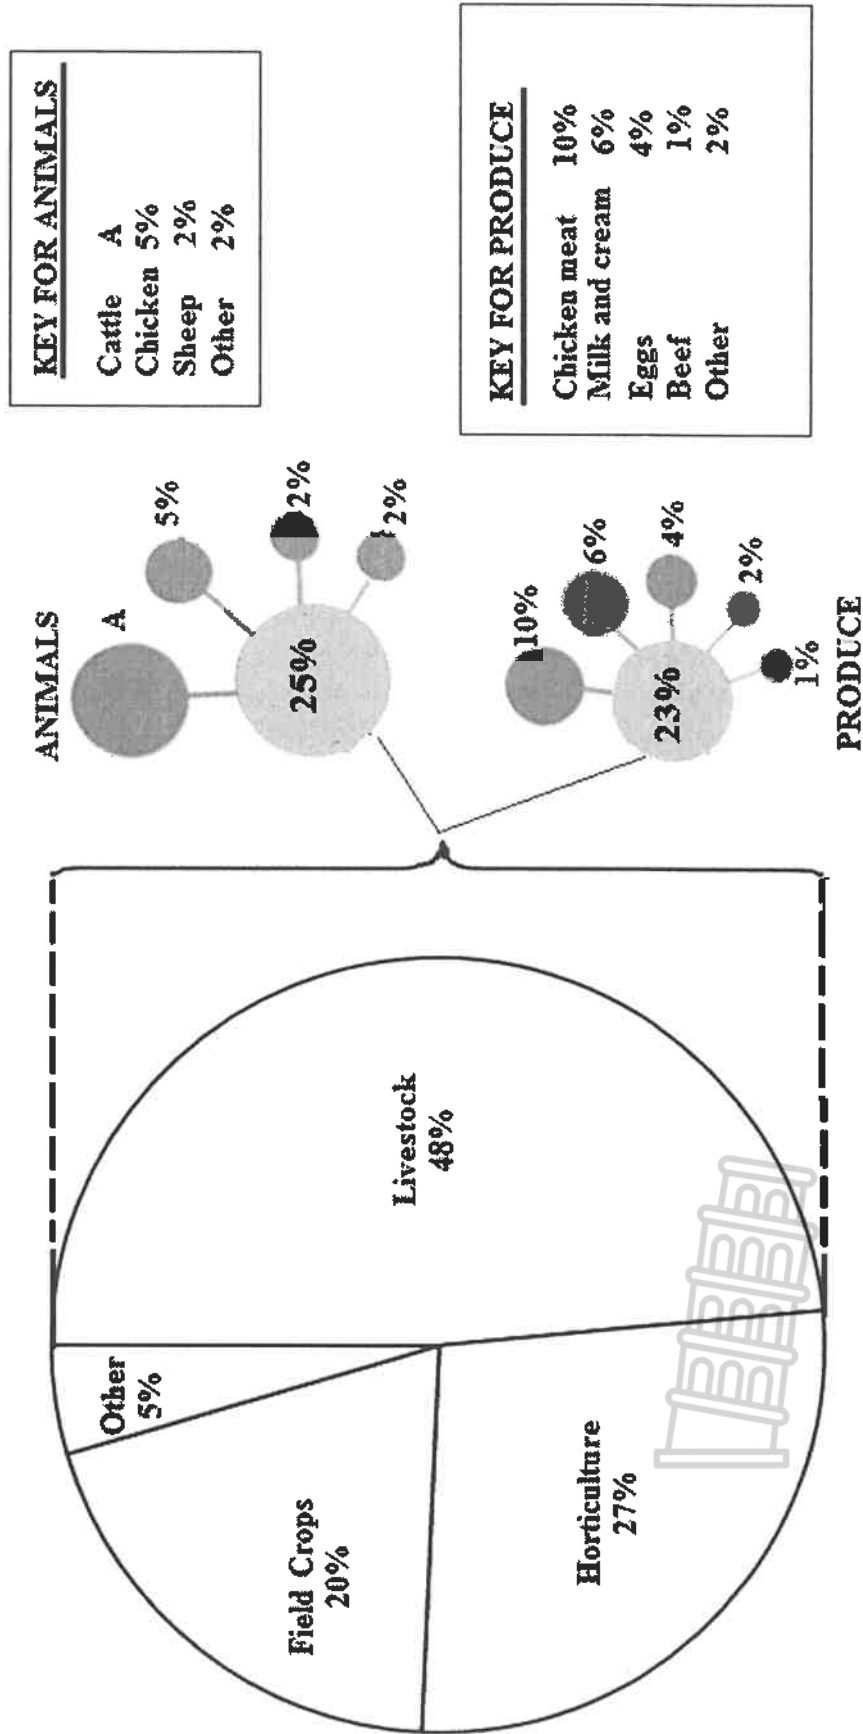 Other
5%
Field Crops
20%
Livestock
48%
Horticulture
27%
ANIMALS
A
5%
2%
2%
25%
10%
6%
4%
2%
1%
23%
PRODUCE
KEY FOR ANIMALS
Cattle A
Chicken 5%
Sheep 2%
Other 2%
KEY FOR PRODUCE
Chicken meat 10%
Milk and cream 6%
Eggs 4%
Beef 1%
Other 2%